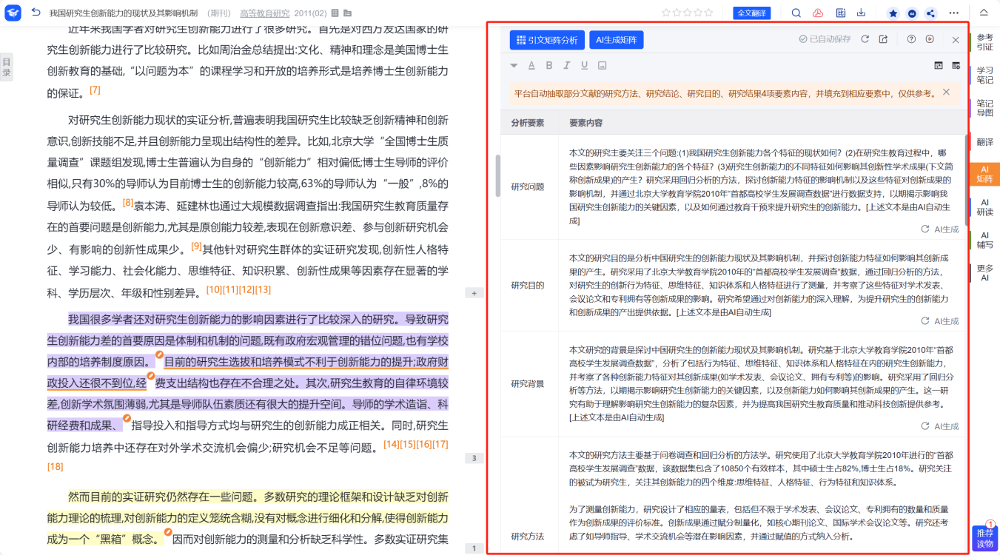 我国研究生创新能力的现状及其影响机制 (期刊) 高等教育研究 2011(02) 全文翻译
目录
近年来我国学者对研究生创新能力进行了很多研究。首先是对西方发达国家的研
究生创新能力进行了比较研究。比如周治金总结提出:文化、精神和理念是美国博士生
创新教育的基础,“以问题为本”的课程学习和开放的培养形式是培养博士生创新能力
的保证。[7]
对研究生创新能力现状的实证分析,普遍表明我国研究生比较缺乏创新精神和创新
意识,创新技能不足,并且创新能力呈现出结构性的差异。比如,北京大学“全国博士生质
量调查”课题组发现,博士生普遍认为自身的“创新能力”相对偏低;博士生导师的评价
相似,只有30%的导师认为目前博士生的创新能力较高,63%的导师认为“一般”,8%的
导师认为较低。[8]袁本涛、延建林也通过大规模数据调查指出:我国研究生教育质量存
在的首要问题是创新能力,尤其是原创能力较差,表现在创新意识差、参与创新研究机会
少、有影响的创新性成果少。[9]其他针对研究生群体的实证研究发现,创新性人格特
征、学习能力、社会化能力、思维特征、知识积累、创新性成果等因素存在显著的学
科、学历层次、年级和性别差异。[10][11][12][13]
+
我国很多学者还对研究生创新能力的影响因素进行了比较深入的研究。导致研究
生创新能力差的首要原因是体制和机制的问题,既有政府宏观管理的错位问题,也有学校
内部的培养制度原因。目前的研究生选拔和培养模式不利于创新能力的提升;政府财
政投入还很不到位,经费支出结构也存在不合理之处。其次,研究生教育的自律环境较
差,创新学术氛围薄弱,尤其是导师队伍素质还有很大的提升空间。导师的学术造诣、科
研经费和成果、指导投入和指导方式均与研究生的创新能力成正相关。同时,研究生
创新能力培养中还存在对外学术交流机会偏少;研究机会不足等问题。[14][15][16][17]
[18]
3
然而目前的实证研究仍然存在一些问题。多数研究的理论框架和设计缺乏对创新
能力理论的梳理,对创新能力的定义笼统含糊,没有对概念进行细化和分解,使得创新能力
成为一个“黑箱”概念。因而对创新能力的测量和分析缺乏科学性。多数实证研究集
1
引文矩阵分析 AI生成矩阵 已自动保存
A B I U
平台自动抽取部分文献的研究方法、研究结论、研究目的、研究结果4项要素内容，并填充到相应要素中，仅供参考。
分析要素 要素内容
研究问题
本文的研究主要关注三个问题:(1)我国研究生创新能力各个特征的现状如何？(2)在研究生教育过程中，哪
些因素影响研究生创新能力的各个特征？(3)研究生创新能力的不同特征如何影响其创新性学术成果(下文简
称创新成果)的产生？研究采用回归分析的方法，探讨创新能力特征的影响机制以及这些特征对创新成果的
影响机制，并通过北京大学教育学院2010年“首都高校学生发展调查数据”进行数据支持，以期揭示影响我
国研究生创新能力的关键因素，以及如何通过教育干预来提升研究生的创新能力。[上述文本是由AI自动生
成]
AI生成
研究目的
本文的研究目的是分析中国研究生的创新能力现状及其影响机制，并探讨创新能力特征如何影响其创新成
果的产生。研究采用了北京大学教育学院2010年的“首都高校学生发展调查”数据，通过回归分析的方法，
对研究生的创新行为特征、思维特征、知识体系和人格特征进行了测量，并考察了这些特征对学术发表、
会议论文和专利拥有等创新成果的影响。研究希望通过对创新能力的深入理解，为提升研究生的创新能力
和创新成果的产出提供依据。[上述文本是由AI自动生成]
AI生成
研究背景
本文研究的背景是探讨中国研究生的创新能力现状及其影响机制。研究基于北京大学教育学院2010年“首都
高校学生发展调查数据”，分析了包括行为特征、思维特征、知识体系和人格特征在内的研究生创新能力，
并考察了各种创新能力特征对其创新成果(如学术发表、会议论文、拥有专利等)的影响。研究采用了回归分
析等方法，以期揭示影响研究生创新能力的关键因素，以及创新能力如何影响其创新成果的产生。这一研
究有助于理解影响研究生创新能力的复杂因素，并为提高我国研究生教育质量和推动科技创新提供参考。
[上述文本是由AI自动生成]
AI生成
研究方法
本文的研究方法主要基于问卷调查和回归分析的方法学。研究使用了北京大学教育学院2010年进行的“首都
高校学生发展调查”数据，该数据集包含了10850个有效样本，其中硕士生占82%,博士生占18%。研究关注
的被试为研究生，关注其创新能力的四个维度:思维特征、人格特征、行为特征和知识体系。
为了测量创新能力，研究设计了相应的量表，包括但不限于学术发表、会议论文、专利拥有的数量和质量
作为创新成果的评价标准。创新成果通过赋分制量化，如核心期刊论文、国际学术会议论文等。研究还考
虑了如导师指导、学术交流机会等潜在影响因素，并通过赋值的方式纳入分析。
参考
引证
学习
笔记
笔记
导图
翻译
AI
矩阵
AI
研读
AI
辅写
更多
AI
1
推荐
读物